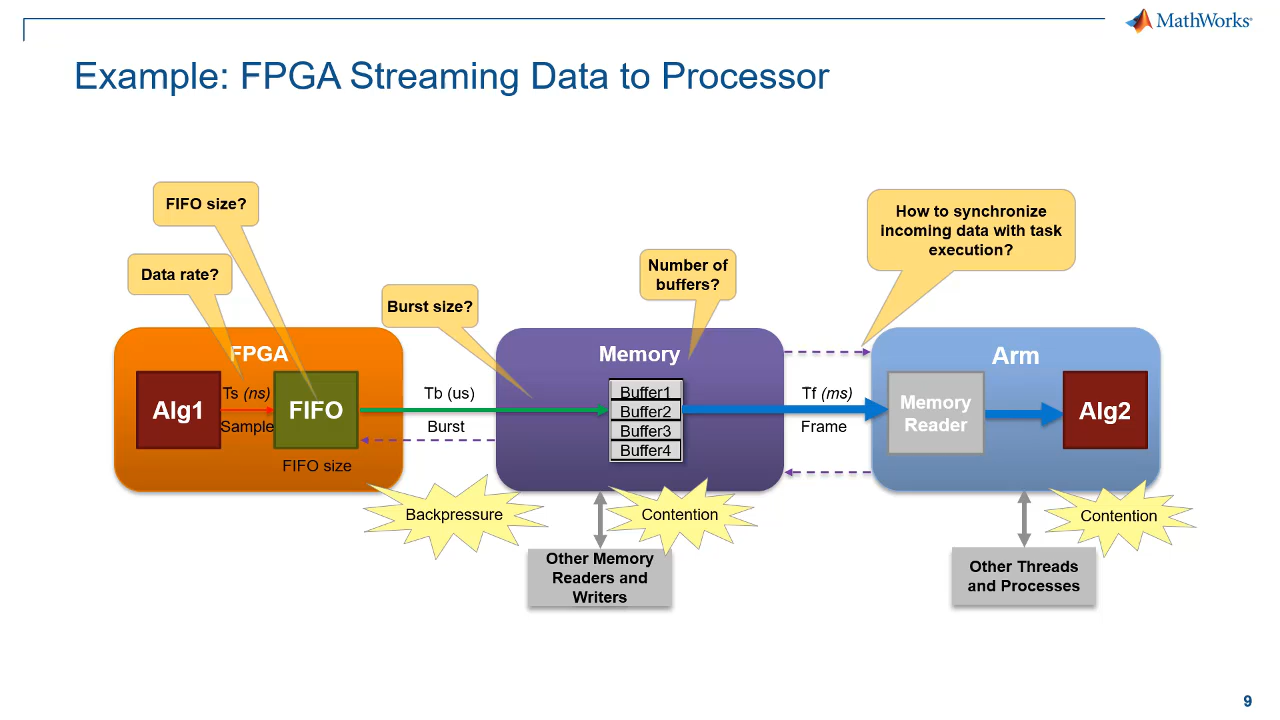 MathWorks
Example: FPGA Streaming Data to Processor
FIFO size?
Data rate?
Burst size?
Number of
buffers?
How to synchronize
incoming data with task
execution?
FPGA
Alg1
Ts (ns)
Sample
FIFO
FIFO size
Tb (us)
Burst
Memory
Buffer1
Buffer2
Buffer3
Buffer4
Tf (ms)
Frame
Arm
Memory
Reader
Alg2
Backpressure
Contention
Contention
Other Memory
Readers and
Writers
Other Threads
and Processes
9